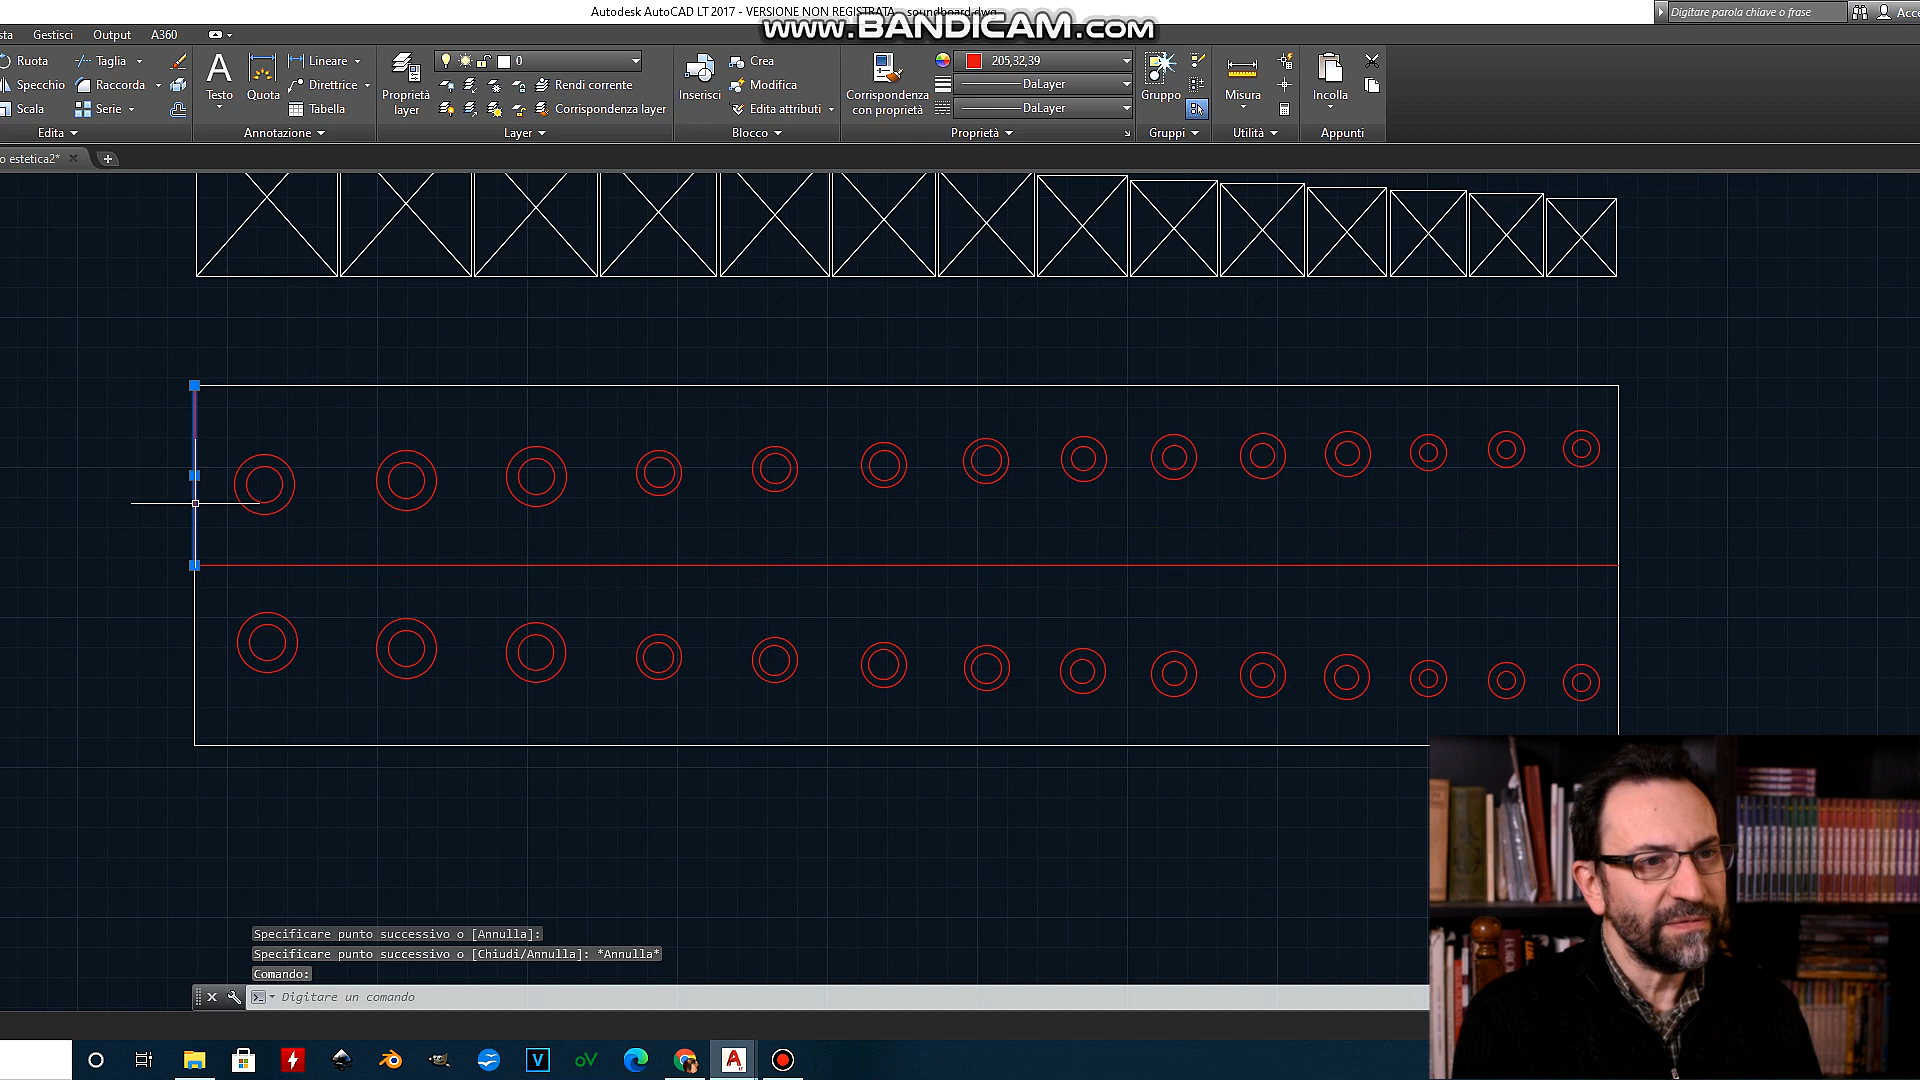 Autodesk AutoCAD LT 2017 - VERSIONE NON REGISTRATA soundboard.dwg
www.BANDICAM.com
Digitare parola chiave o frase
Acce
sta Gestisci Output A360
Ruota Taglia Lineare
Specchio Raccorda Direttrice
Scala Serie Tabella
Testo Quota
Edita Annotazione
Proprietà layer
0
Rendi corrente
Corrispondenza layer
Layer
Inserisci
Crea
Modifica
Edita attributi
Blocco
Corrispondenza con proprietà
205,32,39
DaLayer
DaLayer
Proprietà
Gruppo
Gruppi
Misura
Utilità
Incolla
Appunti
o estetica2*
Specificare punto successivo o [Annulla]:
Specificare punto successivo o [Chiudi/Annulla]: *Annulla*
Comando:
Digitare un comando